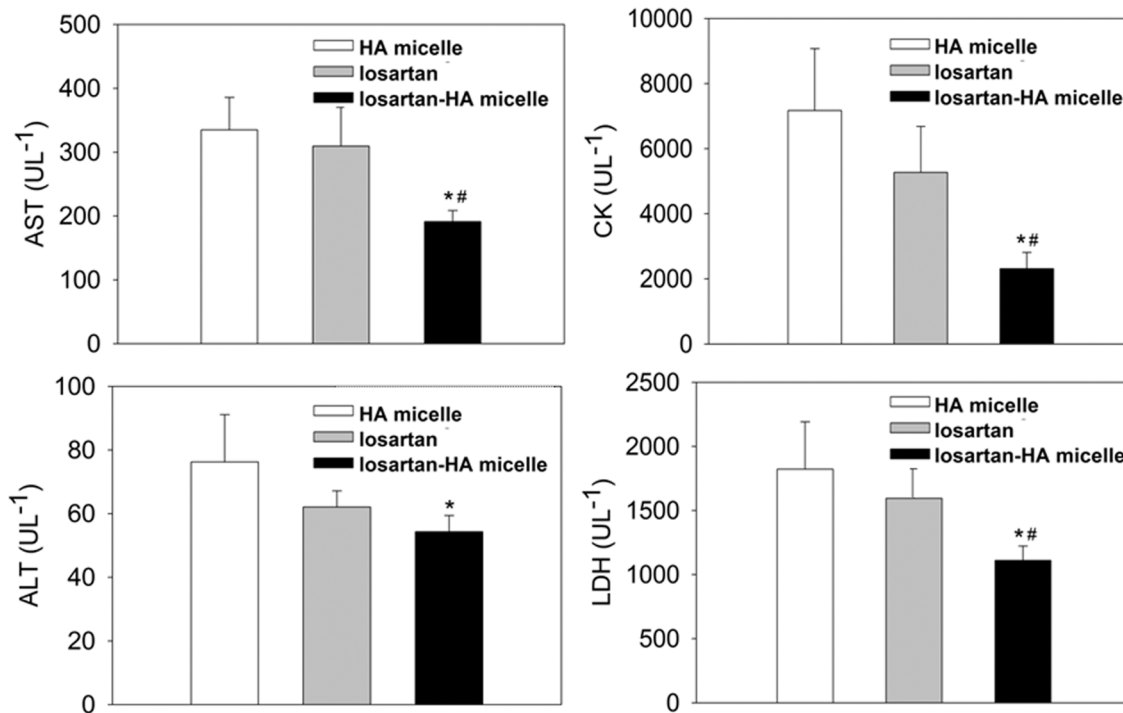 500
400
300
200
100
0
AST (UL⁻¹)
HA micelle
losartan
losartan-HA micelle
*#
10000
8000
6000
4000
2000
0
CK (UL⁻¹)
HA micelle
losartan
losartan-HA micelle
*#
100
80
60
40
20
0
ALT (UL⁻¹)
HA micelle
losartan
losartan-HA micelle
*
2500
2000
1500
1000
500
0
LDH (UL⁻¹)
HA micelle
losartan
losartan-HA micelle
*#